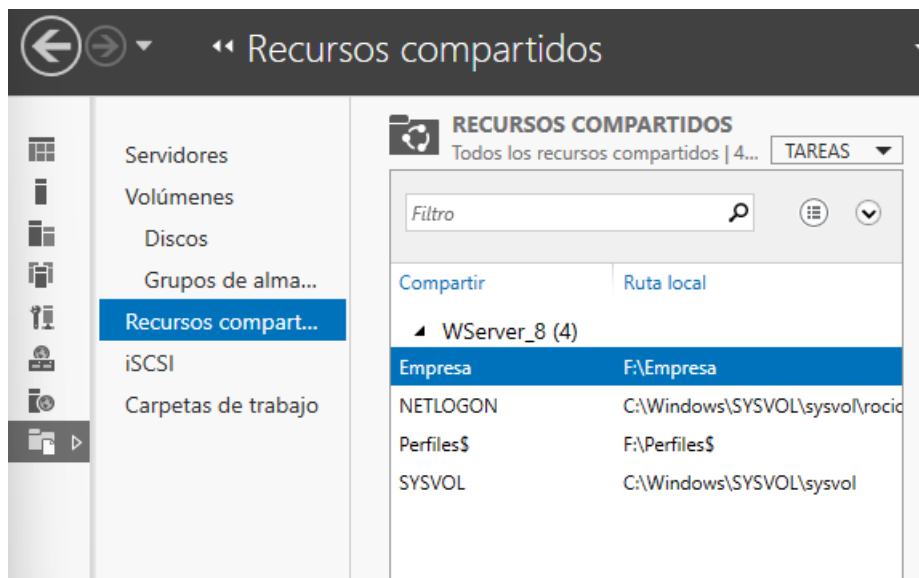 Recursos compartidos
Servidores
Volúmenes
Discos
Grupos de alma...
Recursos compart...
iSCSI
Carpetas de trabajo
RECURSOS COMPARTIDOS
Todos los recursos compartidos | 4... TAREAS
Filtro
Compartir Ruta local
WServer_8 (4)
Empresa F:\Empresa
NETLOGON C:\Windows\SYSVOL\sysvol\rocic
Perfiles$ F:\Perfiles$
SYSVOL C:\Windows\SYSVOL\sysvol